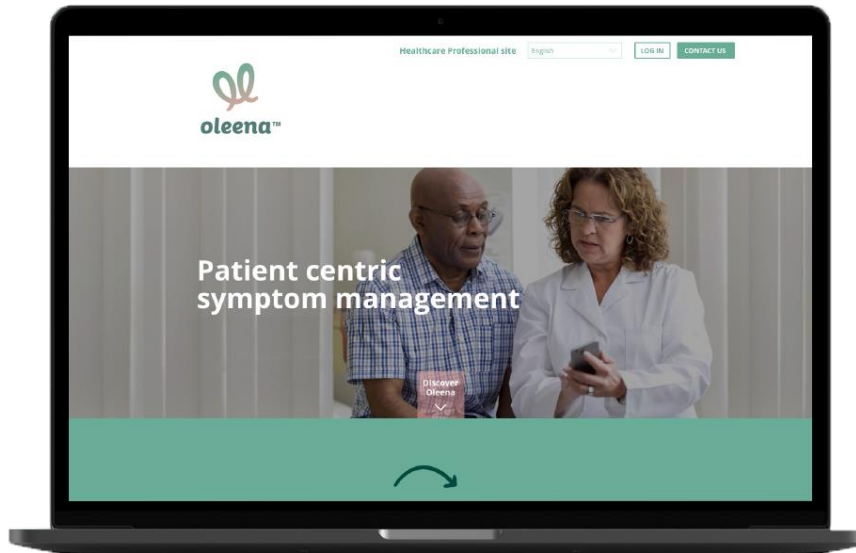 Healthcare Professional site
English
LOG IN
CONTACT US
oleena™
Patient centric
symptom management
Discover
Oleena